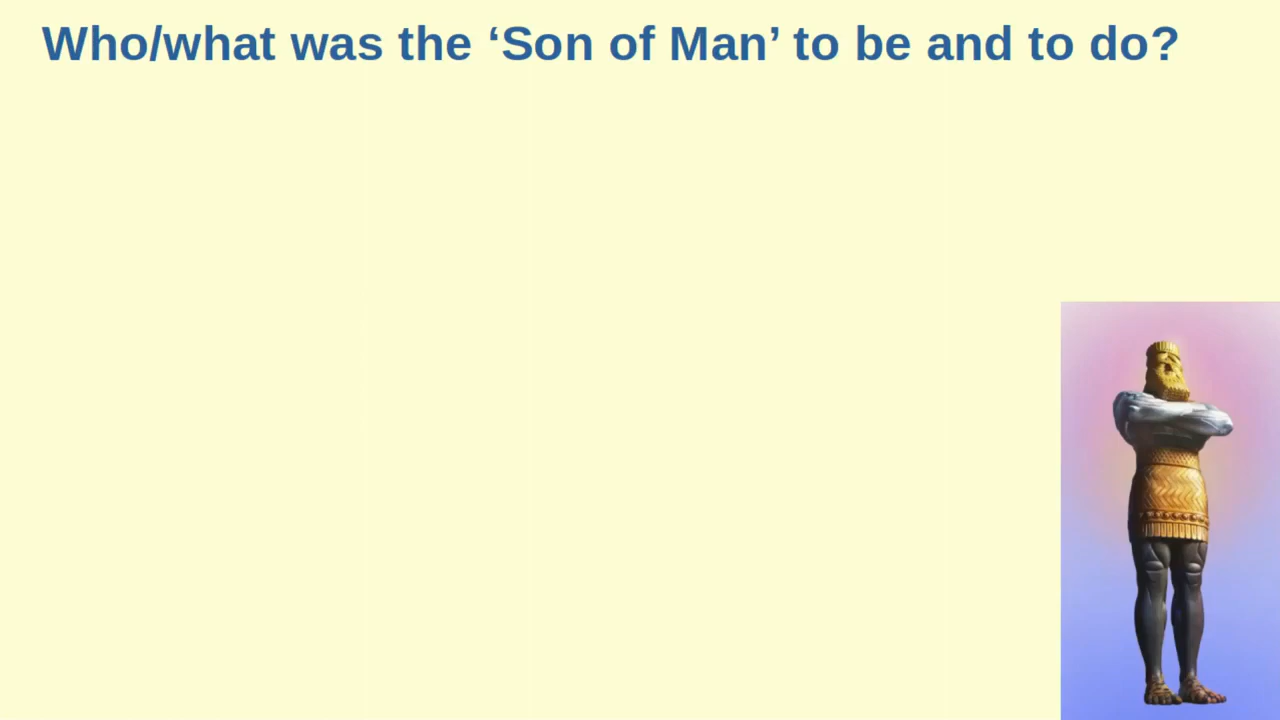 Who/what was the ‘Son of Man’ to be and to do?